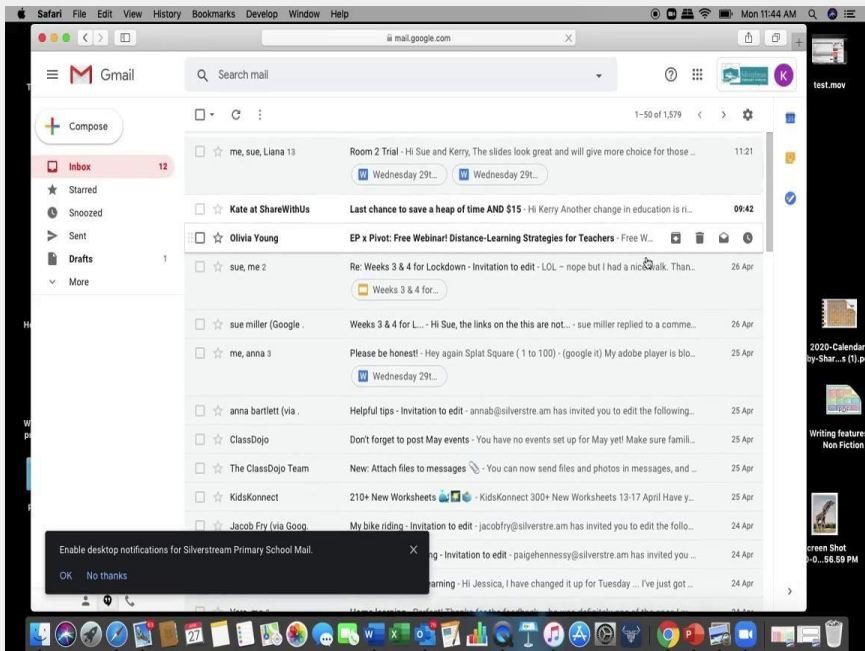 Safari File Edit View History Bookmarks Develop Window Help Mon 11:44 AM
mail.google.com
test.mov
Gmail
Search mail
K
Compose
1–50 of 1,579
Inbox 12
Starred
Snoozed
Sent
Drafts 1
More
me, sue, Liana 13 Room 2 Trial - Hi Sue and Kerry, The slides look great and will give more choice for those ... 11:21
Wednesday 29t... Wednesday 29t...
Kate at ShareWithUs Last chance to save a heap of time AND $15 - Hi Kerry Another change in education is ri... 09:42
Olivia Young EP x Pivot: Free Webinar! Distance-Learning Strategies for Teachers - Free W...
sue, me 2 Re: Weeks 3 & 4 for Lockdown - Invitation to edit - LOL – nope but I had a nice walk. Than... 26 Apr
Weeks 3 & 4 for...
sue miller (Google . Weeks 3 & 4 for L... - Hi Sue, the links on the this are not... - sue miller replied to a comme... 26 Apr
me, anna 3 Please be honest! - Hey again Splat Square ( 1 to 100) - (google it) My adobe player is blo... 25 Apr
Wednesday 29t...
anna bartlett (via . Helpful tips - Invitation to edit - annab@silverstre.am has invited you to edit the following... 25 Apr
ClassDojo Don't forget to post May events - You have no events set up for May yet! Make sure famili... 25 Apr
The ClassDojo Team New: Attach files to messages - You can now send files and photos in messages, and ... 25 Apr
KidsKonnect 210+ New Worksheets - KidsKonnect 300+ New Worksheets 13-17 April Have y... 25 Apr
Jacob Fry (via Goog. My bike riding - Invitation to edit - jacobfry@silverstre.am has invited you to edit the follo... 24 Apr
ng - Invitation to edit - paigehennessy@silverstre.am has invited you ... 24 Apr
earning - Hi Jessica, I have changed it up for Tuesday ... I've just got ... 24 Apr
Enable desktop notifications for Silverstream Primary School Mail.
OK No thanks
2020-Calendar
by-Shar...s (1).p
Writing feature
Non Fiction
creen Shot
0-0...56.59 PM
27